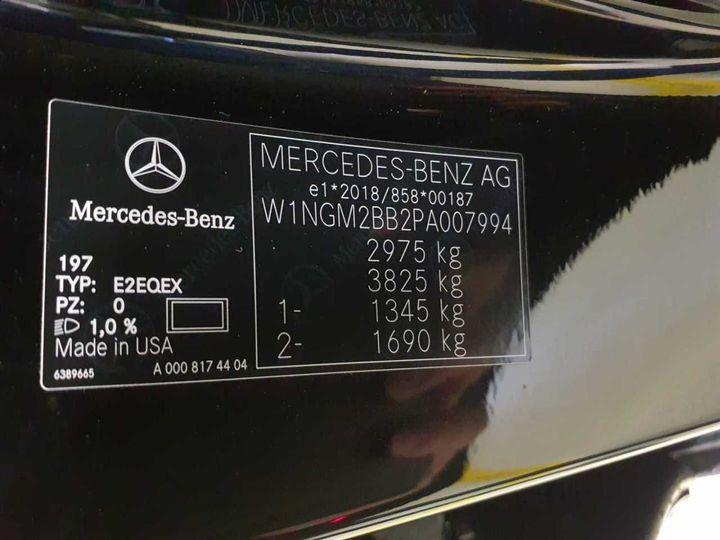 Mercedes-Benz
197
TYP: E2EQEX
PZ: 0
1,0 %
Made in USA
6389665
A 000 817 44 04
MERCEDES-BENZ AG
e1*2018/858*00187
W1NGM2BB2PA007994
2975 kg
3825 kg
1- 1345 kg
2- 1690 kg